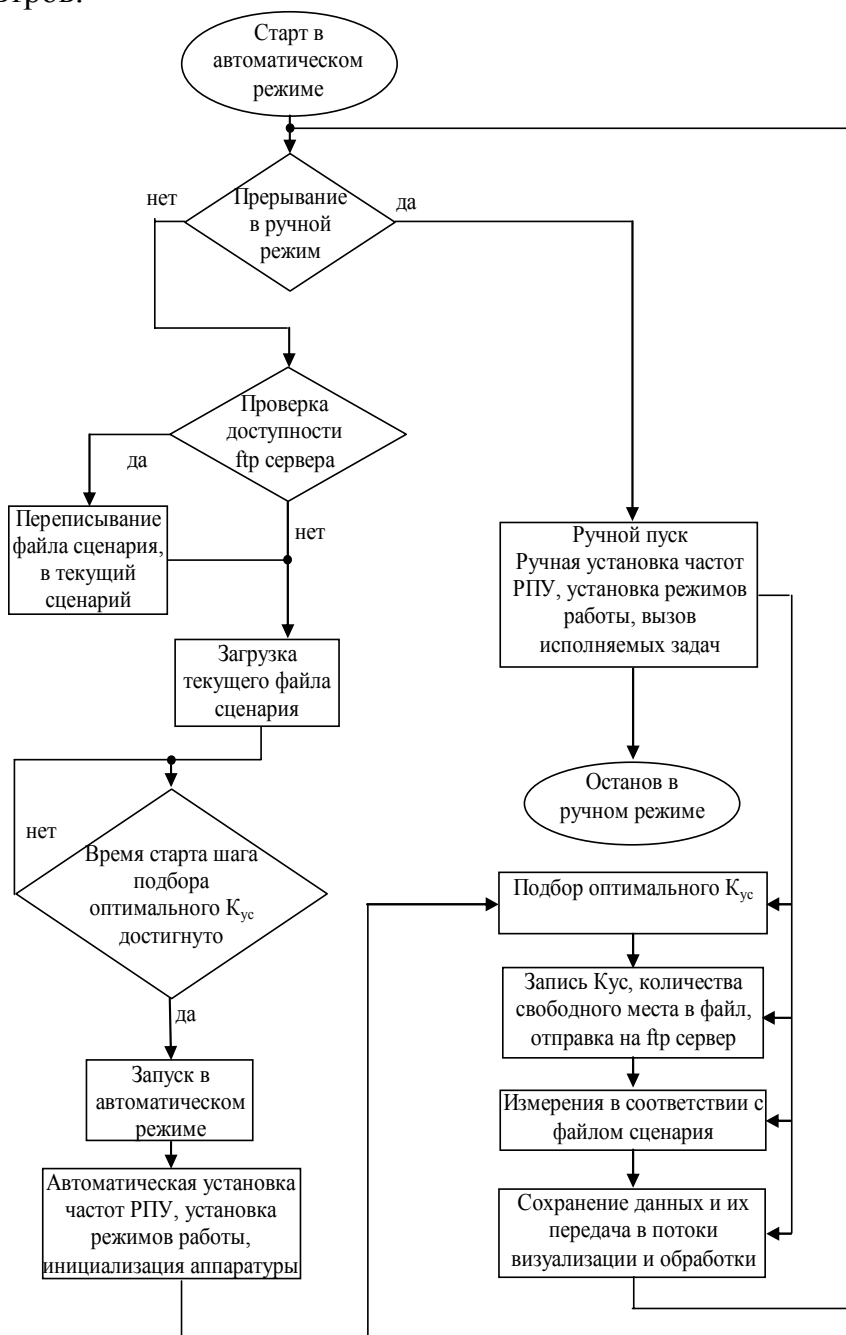 Старт в
автоматическом
режиме
нет
Прерывание
в ручной
режим
да
Проверка
доступности
ftp сервера
да
нет
Переписывание
файла сценария,
в текущий
сценарий
Ручной пуск
Ручная установка частот
РПУ, установка режимов
работы, вызов
исполняемых задач
Загрузка
текущего файла
сценария
Останов в
ручном режиме
нет
Время старта шага
подбора
оптимального Kус
достигнуто
да
Подбор оптимального Kус
Запись Кус, количества
свободного места в файл,
отправка на ftp сервер
Запуск в
автоматическом
режиме
Измерения в соответствии с
файлом сценария
Автоматическая установка
частот РПУ, установка
режимов работы,
инициализация аппаратуры
Сохранение данных и их
передача в потоки
визуализации и обработки